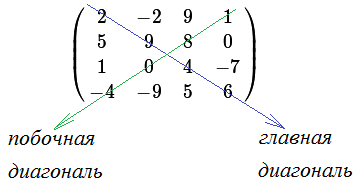 2 −2 9 1
5 9 8 0
1 0 4 −7
−4 −9 5 6
побочная
диагональ
главная
диагональ